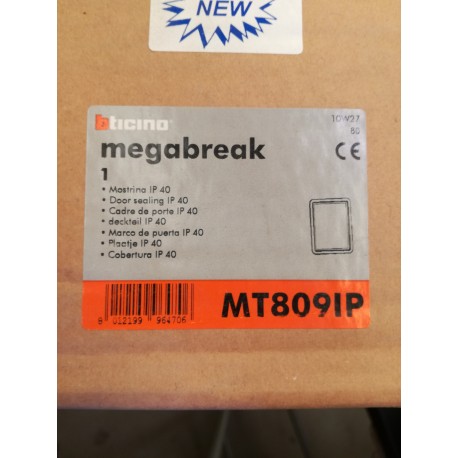 NEW
bticino
10W27
80
megabreak
CE
1
• Mostrina IP 40
• Door sealing IP 40
• Cadre de porte IP 40
• deckteil IP 40
• Marco de puerta IP 40
• Plaatje IP 40
• Cobertura IP 40
MT809IP
8 012199 964706